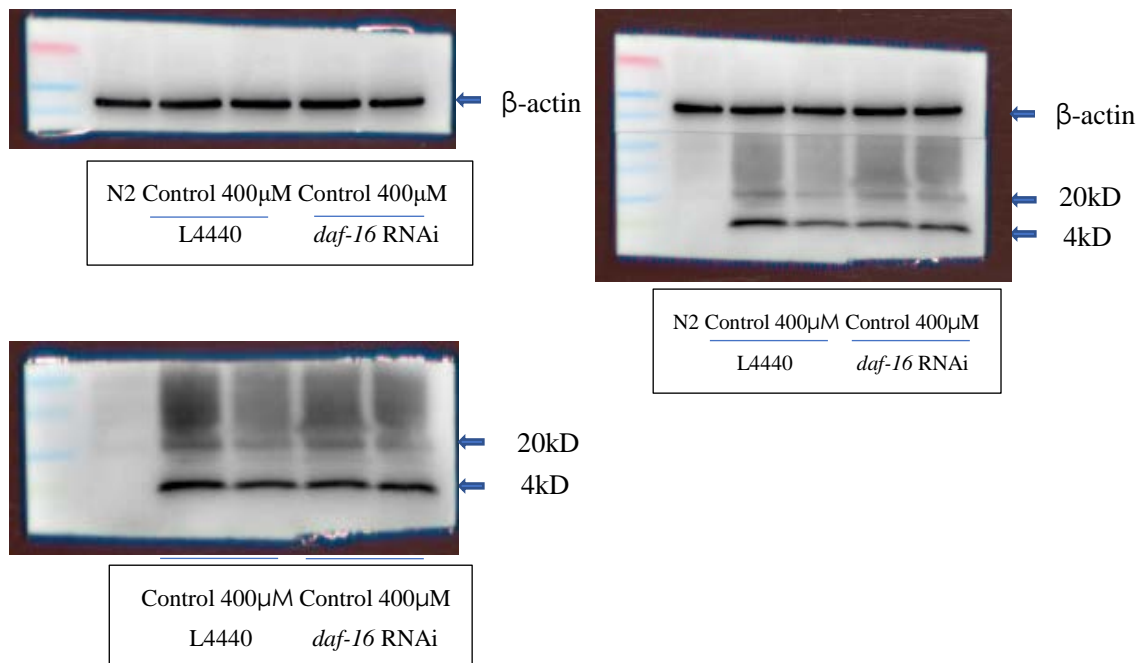 β-actin
N2 Control 400μM Control 400μM
L4440 daf-16 RNAi
β-actin
20kD
4kD
N2 Control 400μM Control 400μM
L4440 daf-16 RNAi
20kD
4kD
Control 400μM Control 400μM
L4440 daf-16 RNAi